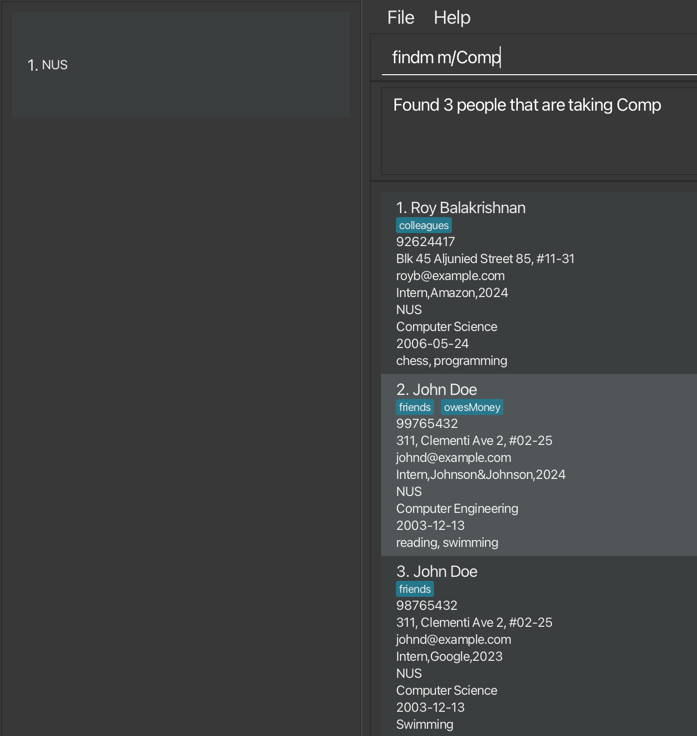 1. NUS
File Help
findm m/Comp
Found 3 people that are taking Comp
1. Roy Balakrishnan
colleagues
92624417
Blk 45 Aljunied Street 85, #11-31
royb@example.com
Intern,Amazon,2024
NUS
Computer Science
2006-05-24
chess, programming
2. John Doe
friends owesMoney
99765432
311, Clementi Ave 2, #02-25
johnd@example.com
Intern,Johnson&Johnson,2024
NUS
Computer Engineering
2003-12-13
reading, swimming
3. John Doe
friends
98765432
311, Clementi Ave 2, #02-25
johnd@example.com
Intern,Google,2023
NUS
Computer Science
2003-12-13
Swimming